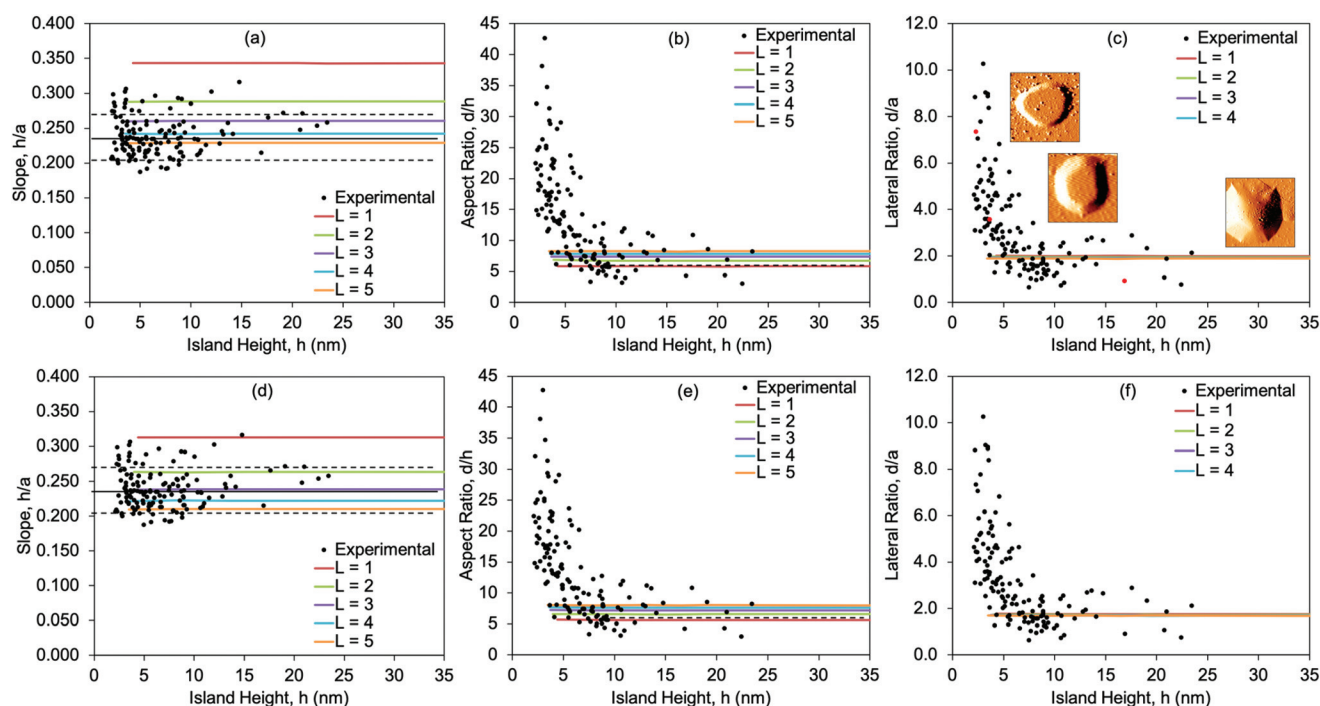 (a)
Slope, h/a
0.400
0.350
0.300
0.250
0.200
0.150
0.100
0.050
0.000
Experimental
L = 1
L = 2
L = 3
L = 4
L = 5
0 5 10 15 20 25 30 35
Island Height, h (nm)
(b)
Aspect Ratio, d/h
45
40
35
30
25
20
15
10
5
0
Experimental
L = 1
L = 2
L = 3
L = 4
L = 5
0 5 10 15 20 25 30 35
Island Height, h (nm)
(c)
Lateral Ratio, d/a
12.0
10.0
8.0
6.0
4.0
2.0
0.0
Experimental
L = 1
L = 2
L = 3
L = 4
0 5 10 15 20 25 30 35
Island Height, h (nm)
(d)
Slope, h/a
0.400
0.350
0.300
0.250
0.200
0.150
0.100
0.050
0.000
Experimental
L = 1
L = 2
L = 3
L = 4
L = 5
0 5 10 15 20 25 30 35
Island Height, h (nm)
(e)
Aspect Ratio, d/h
45
40
35
30
25
20
15
10
5
0
Experimental
L = 1
L = 2
L = 3
L = 4
L = 5
0 5 10 15 20 25 30 35
Island Height, h (nm)
(f)
Lateral Ratio, d/a
12.0
10.0
8.0
6.0
4.0
2.0
0.0
Experimental
L = 1
L = 2
L = 3
L = 4
0 5 10 15 20 25 30 35
Island Height, h (nm)